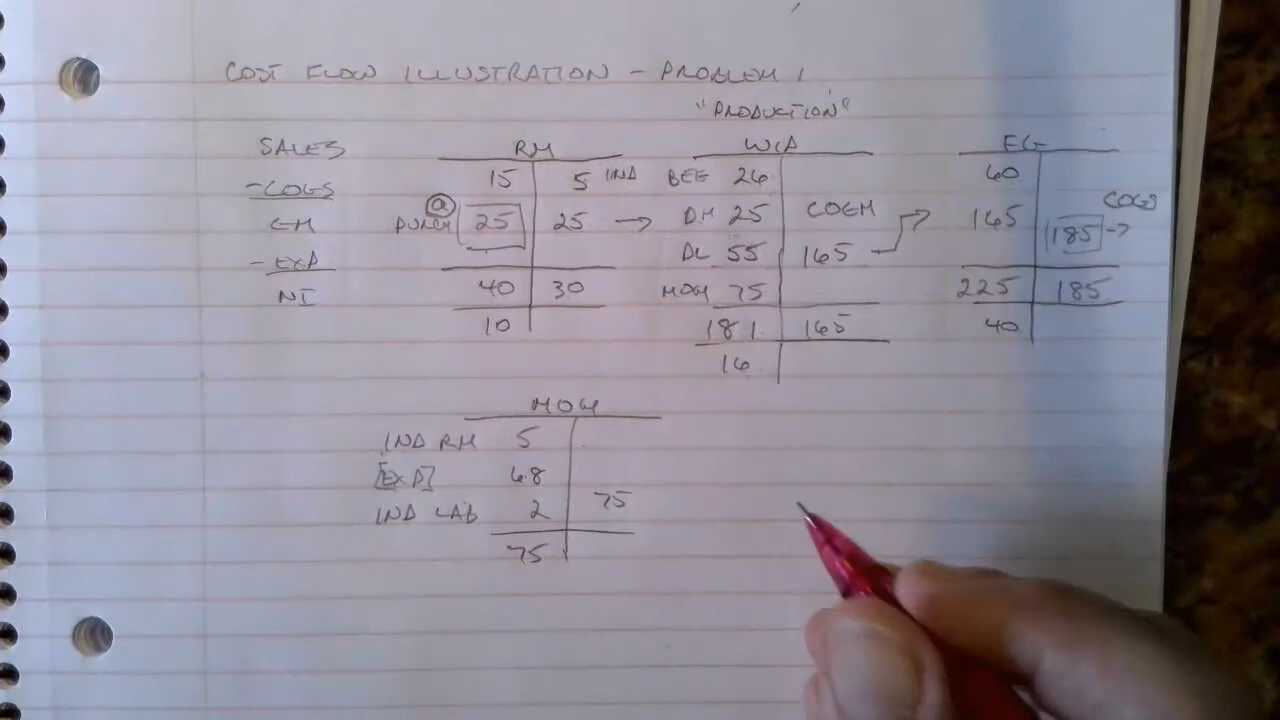 COST FLOW ILLUSTRATION - PROBLEM 1
"PRODUCTION"
SALES RM WIP FG
15 5 IND BEG 26 60
-COGS
a COGS
GM PURCH 25 25 → DM 25 COGM 165 185 →
-EXP DL 55 165
NI 40 30 MOH 75 225 185
10 181 165 40
16
MOH
IND RM 5
[EXP] 68
IND LAB 2 75
75